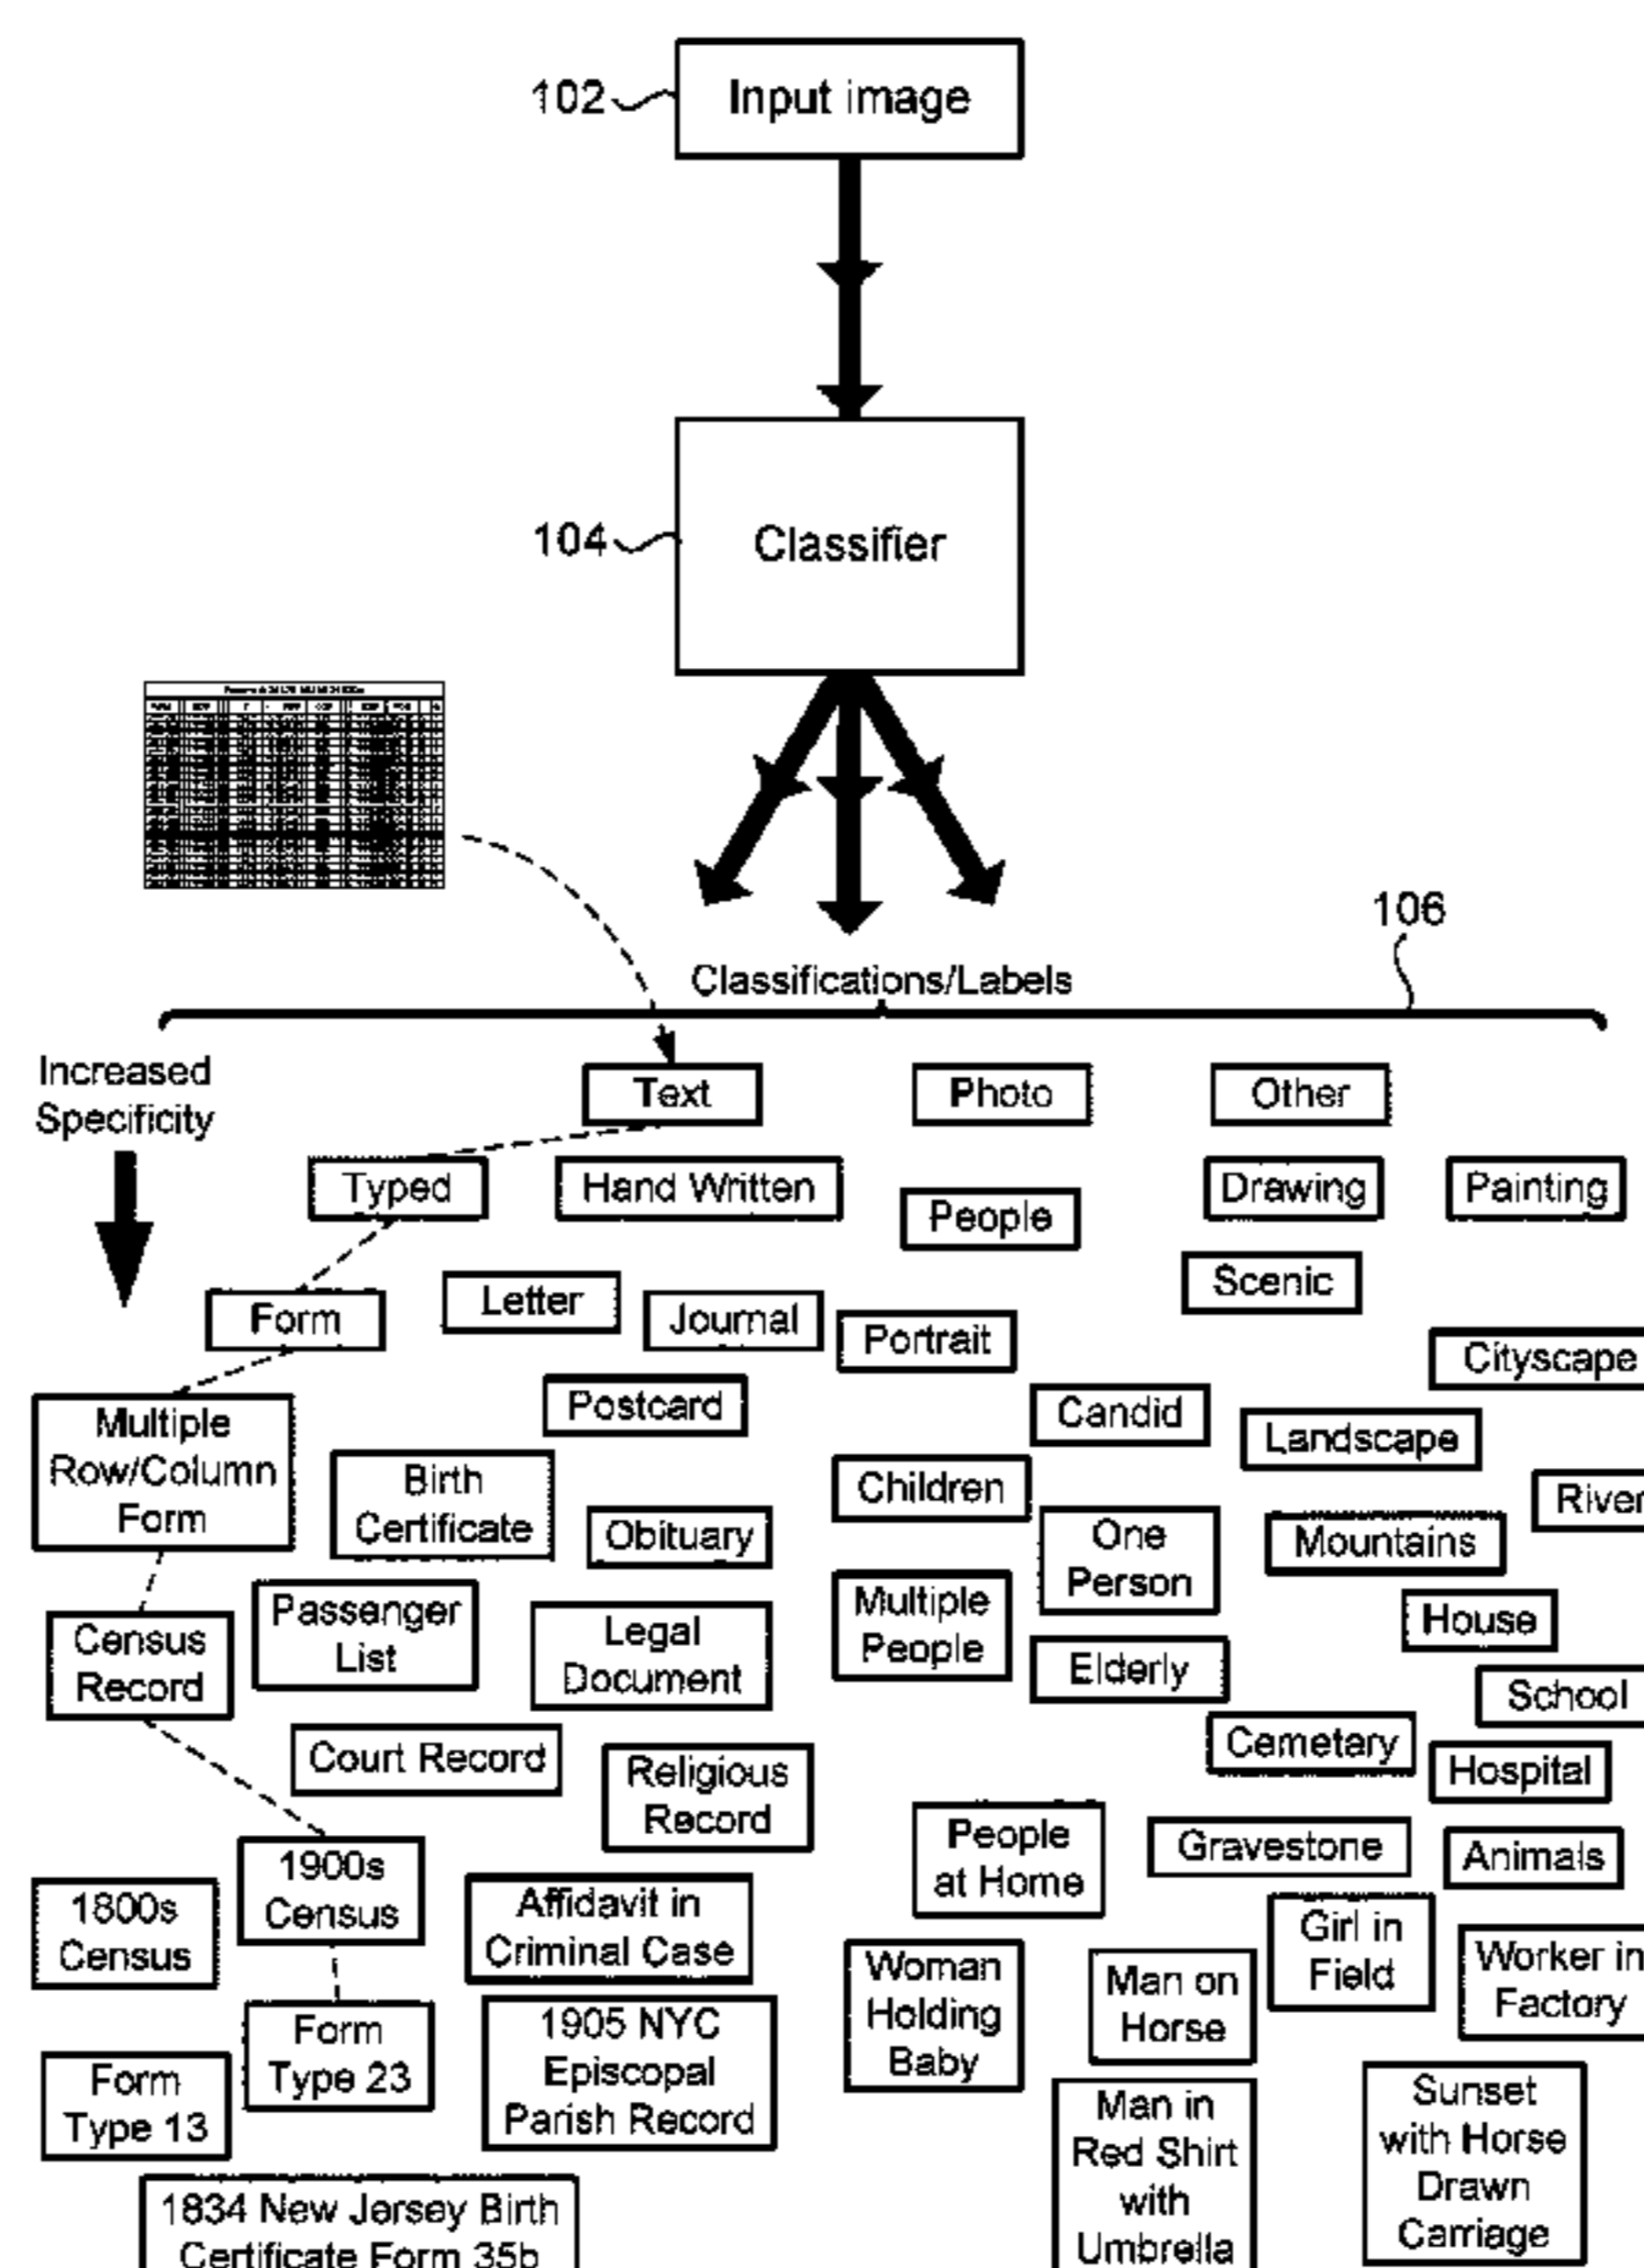 102
Input image
104
Classifier
106
Classifications/Labels
Increased
Specificity
Text
Photo
Other
Typed
Hand Written
People
Drawing
Painting
Form
Letter
Journal
Portrait
Scenic
Cityscape
Multiple
Row/Column
Form
Postcard
Candid
Landscape
Birth
Certificate
Obituary
Children
One
Person
Mountains
River
Census
Record
Passenger
List
Legal
Document
Multiple
People
Elderly
House
School
Court Record
Religious
Record
Cemetary
Hospital
People
at Home
Gravestone
Animals
1800s
Census
1900s
Census
Affidavit in
Criminal Case
Woman
Holding
Baby
Man on
Horse
Girl in
Field
Worker in
Factory
Form
Type 13
Form
Type 23
1905 NYC
Episcopal
Parish Record
Man in
Red Shirt
with
Umbrella
Sunset
with Horse
Drawn
Carriage
1834 New Jersey Birth
Certificate Form 35b